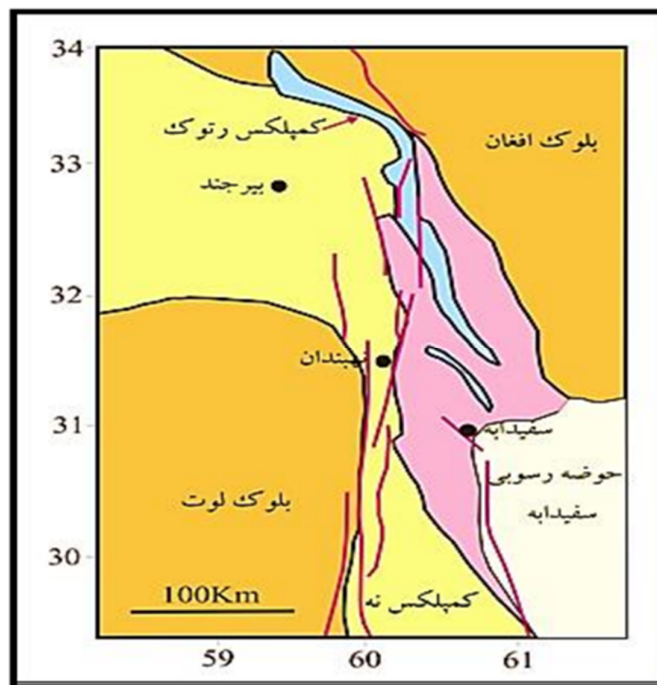 34
کمپلکس رتوک
بلوک افغان
33
بیرجند
32
نهبندان
31
سفیدابه
حوضه رسوبی
سفیدابه
بلوک لوت
30
100Km
کمپلکس نه
59
60
61